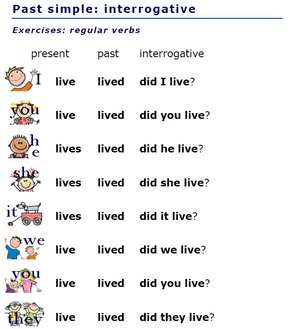 Past simple: interrogative
Exercises: regular verbs
present past interrogative
I live lived did I live?
you live lived did you live?
he lives lived did he live?
she lives lived did she live?
it lives lived did it live?
we live lived did we live?
you live lived did you live?
they live lived did they live?